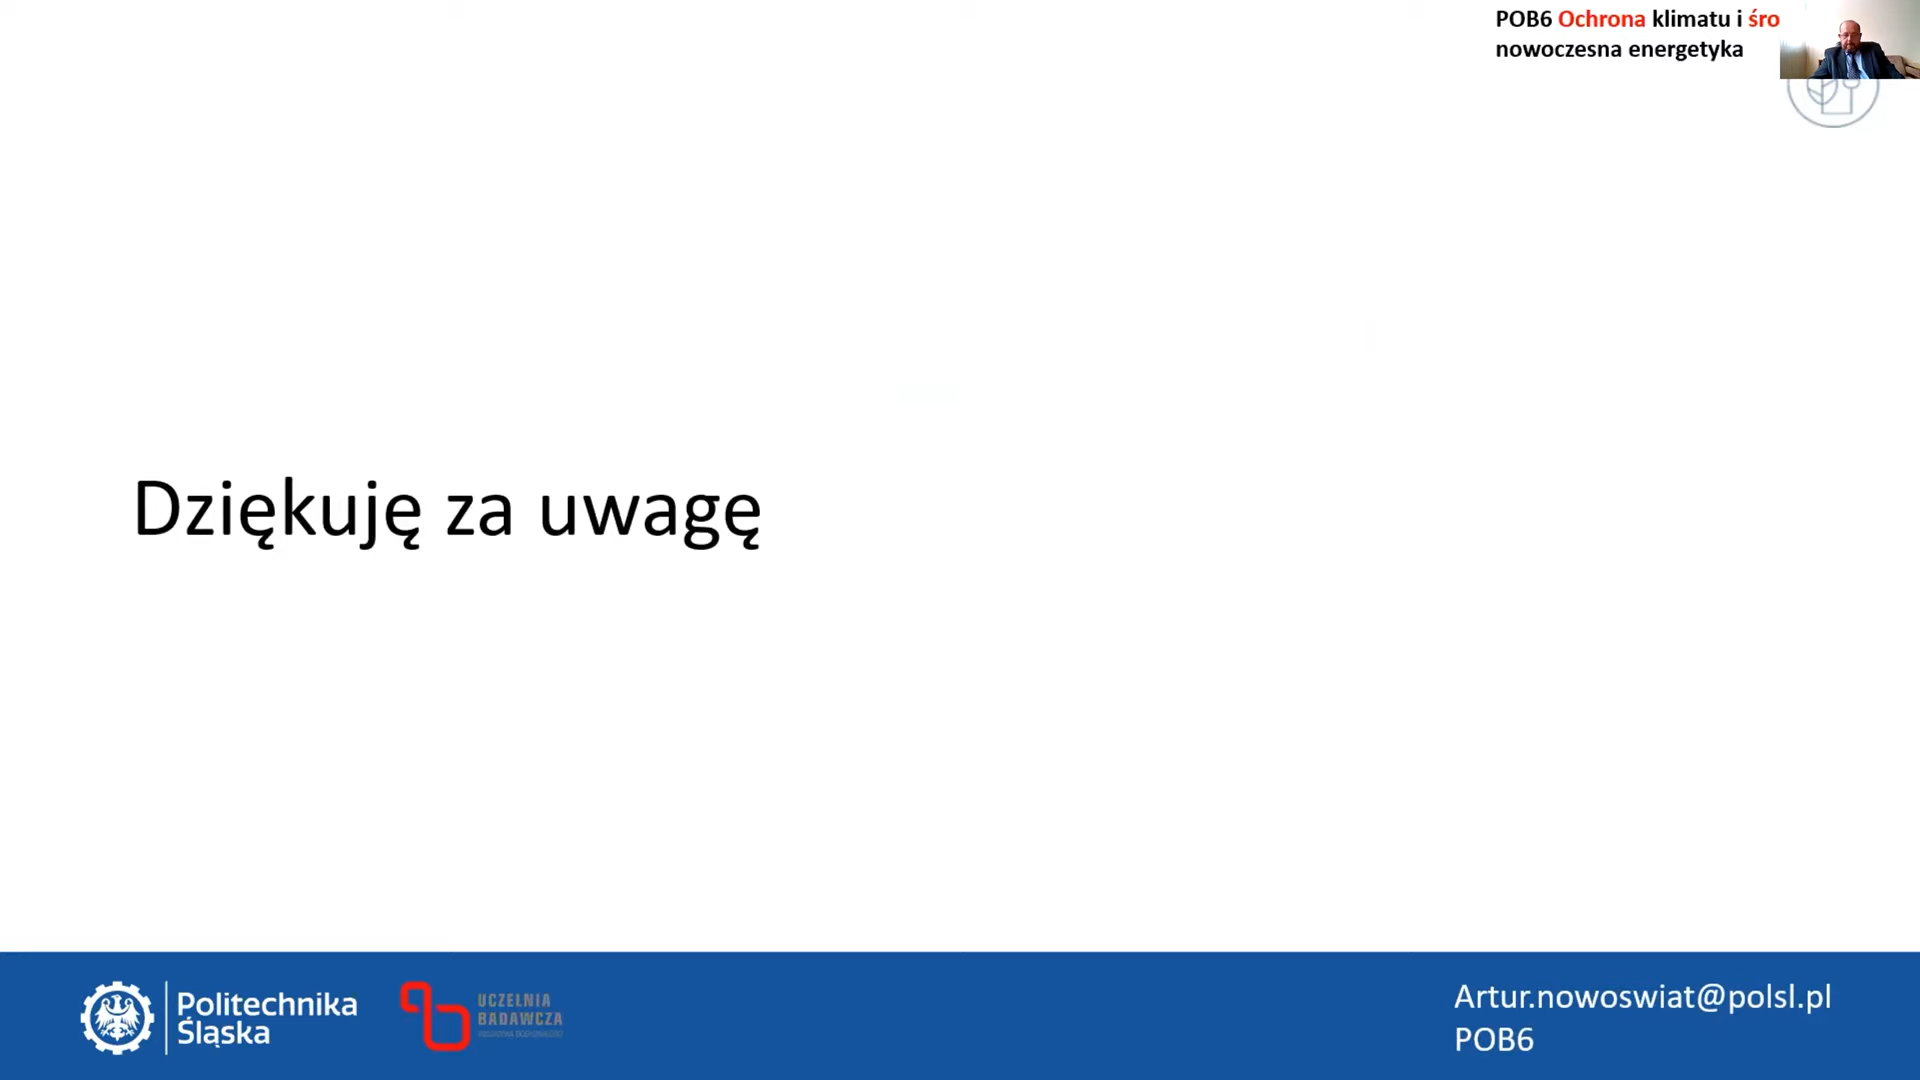 POB6 Ochrona klimatu i śro
nowoczesna energetyka
Dziękuję za uwagę
Politechnika
Śląska
UCZELNIA
BADAWCZA
Artur.nowoswiat@polsl.pl
POB6